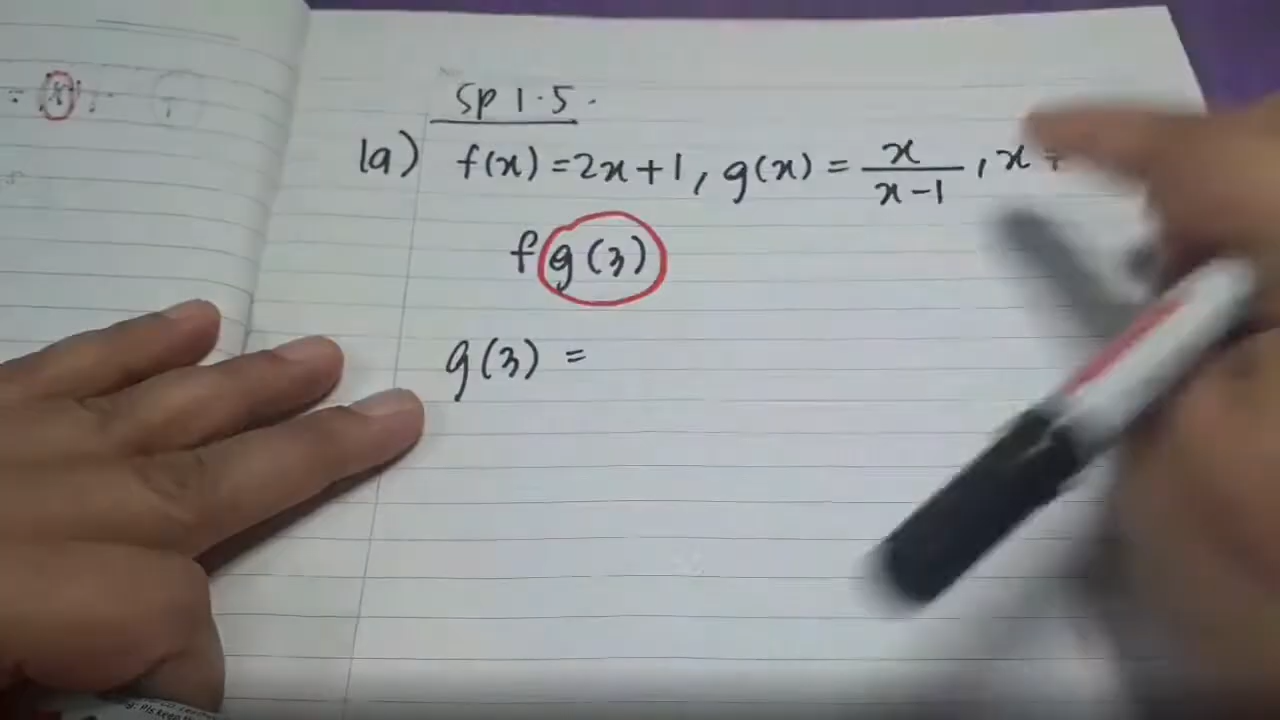 SP 1.5.
1a) f(x) = 2x + 1, g(x) = x/(x-1), x
fg(3)
g(3) =